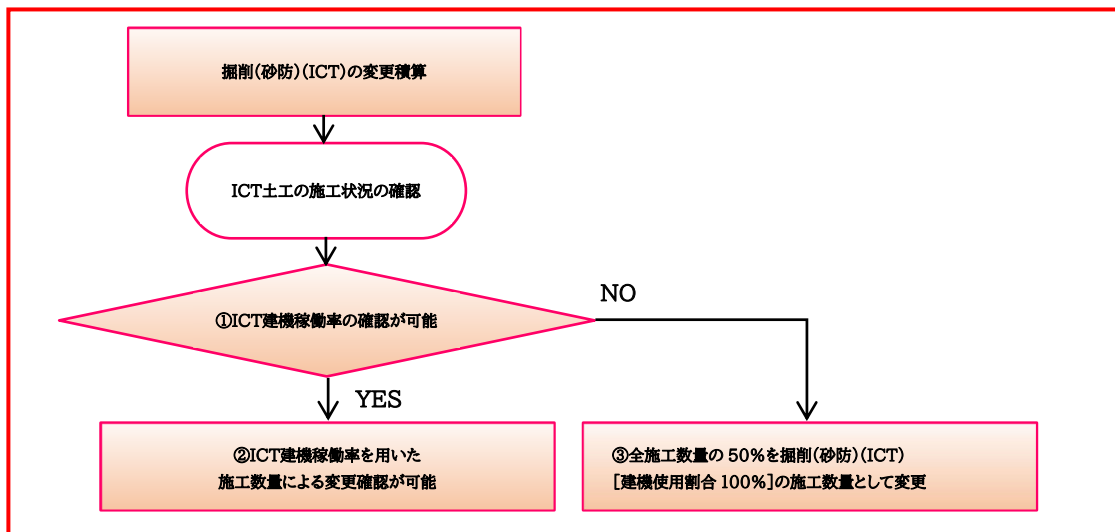 掘削(砂防)(ICT)の変更積算
ICT土工の施工状況の確認
①ICT建機稼働率の確認が可能
NO
YES
②ICT建機稼働率を用いた
施工数量による変更確認が可能
③全施工数量の 50%を掘削(砂防)(ICT)
[建機使用割合 100%]の施工数量として変更